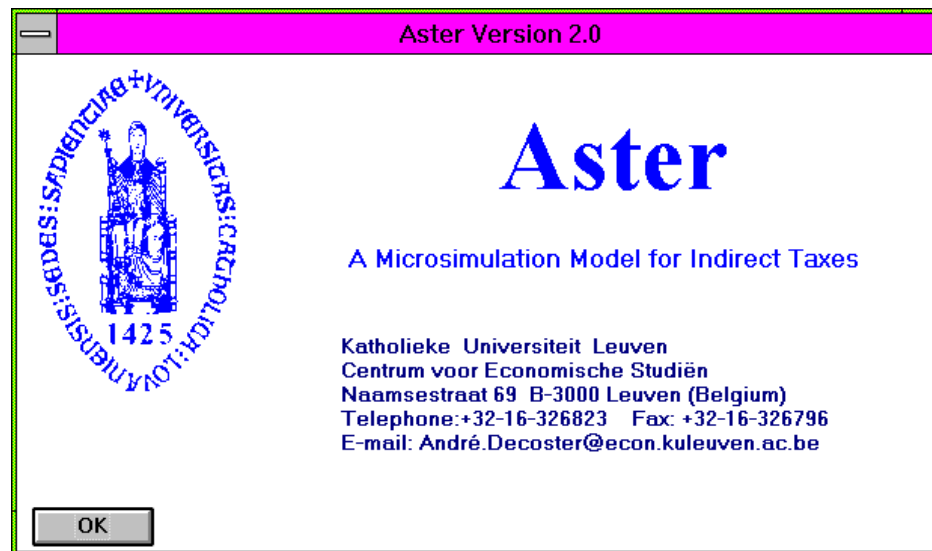 Aster Version 2.0
SEDES:SAPIENTIAE
UNIVERSITAS:CATHOLICA:LOVANIENSIS:
1425
Aster
A Microsimulation Model for Indirect Taxes
Katholieke Universiteit Leuven
Centrum voor Economische Studiën
Naamsestraat 69 B-3000 Leuven (Belgium)
Telephone:+32-16-326823 Fax: +32-16-326796
E-mail: André.Decoster@econ.kuleuven.ac.be
OK